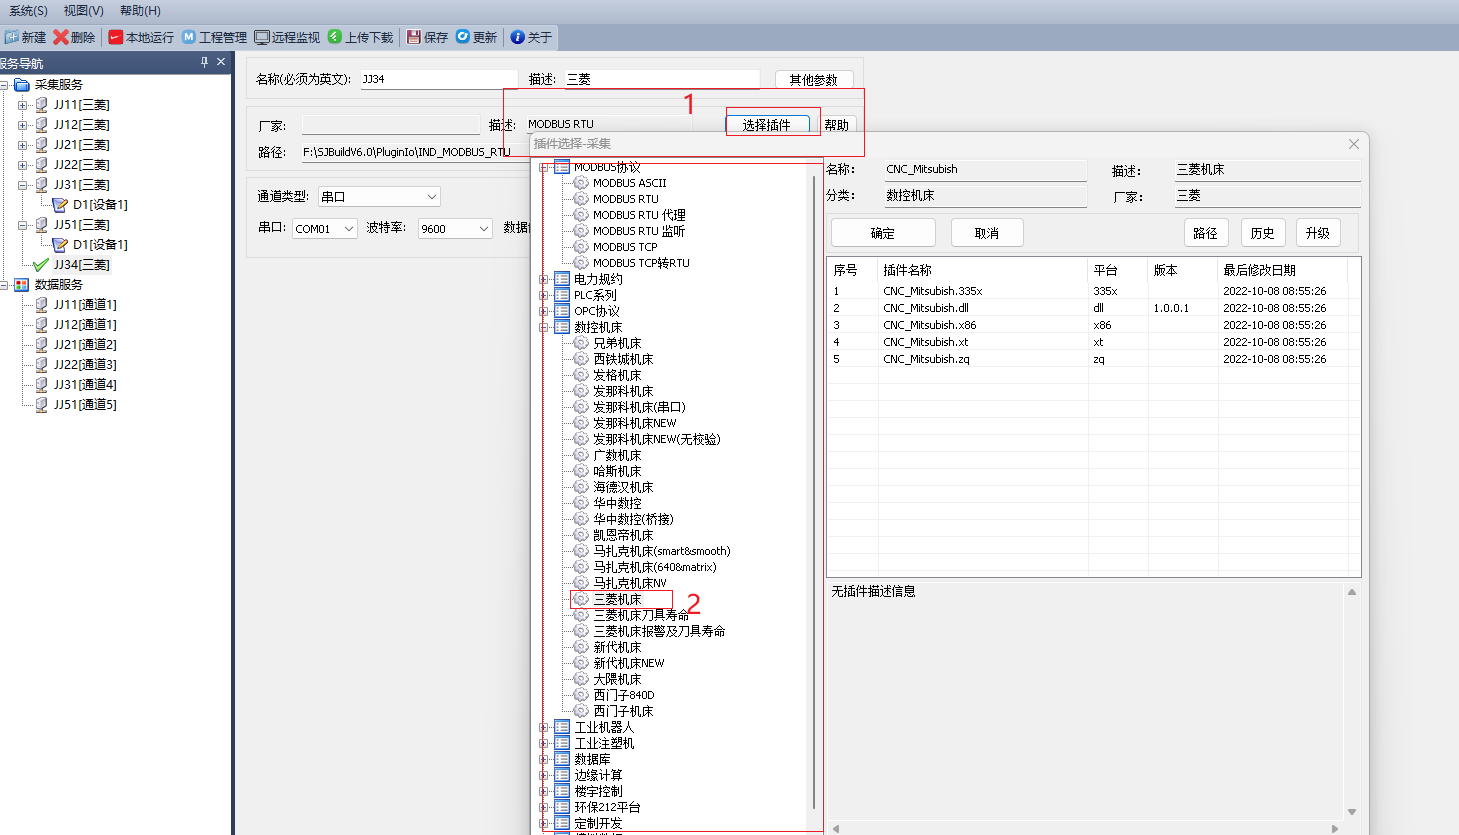 系统(S) 视图(V) 帮助(H)
新建 删除 本地运行 工程管理 远程监视 上传下载 保存 更新 关于
服务导航
采集服务
JJ11[三菱]
JJ12[三菱]
JJ21[三菱]
JJ22[三菱]
JJ31[三菱]
D1[设备1]
JJ51[三菱]
D1[设备1]
JJ34[三菱]
数据服务
JJ11[通道1]
JJ12[通道1]
JJ21[通道2]
JJ22[通道3]
JJ31[通道4]
JJ51[通道5]
名称(必须为英文): JJ34 描述: 三菱 其他参数
1
厂家: 描述: MODBUS RTU 选择插件 帮助
路径: F:\SJBuildV6.0\PluginIo\IND_MODBUS_RTU
通道类型: 串口
串口: COM01 波特率: 9600 数据
插件选择-采集
MODBUS协议
MODBUS ASCII
MODBUS RTU
MODBUS RTU 代理
MODBUS RTU 监听
MODBUS TCP
MODBUS TCP转RTU
电力规约
PLC系列
OPC协议
数控机床
兄弟机床
西铁城机床
发格机床
发那科机床
发那科机床(串口)
发那科机床NEW
发那科机床NEW(无校验)
广数机床
哈斯机床
海德汉机床
华中数控
华中数控(桥接)
凯恩帝机床
马扎克机床(smart&smooth)
马扎克机床(640&matrix)
马扎克机床NV
三菱机床 2
三菱机床刀具寿命
三菱机床报警及刀具寿命
新代机床
新代机床NEW
大隈机床
西门子840D
西门子机床
工业机器人
工业注塑机
数据库
边缘计算
楼宇控制
环保212平台
定制开发
名称: CNC_Mitsubish 描述: 三菱机床
分类: 数控机床 厂家: 三菱
确定 取消 路径 历史 升级
序号 插件名称 平台 版本 最后修改日期
1 CNC_Mitsubish.335x 335x 2022-10-08 08:55:26
2 CNC_Mitsubish.dll dll 1.0.0.1 2022-10-08 08:55:26
3 CNC_Mitsubish.x86 x86 2022-10-08 08:55:26
4 CNC_Mitsubish.xt xt 2022-10-08 08:55:26
5 CNC_Mitsubish.zq zq 2022-10-08 08:55:26
无插件描述信息